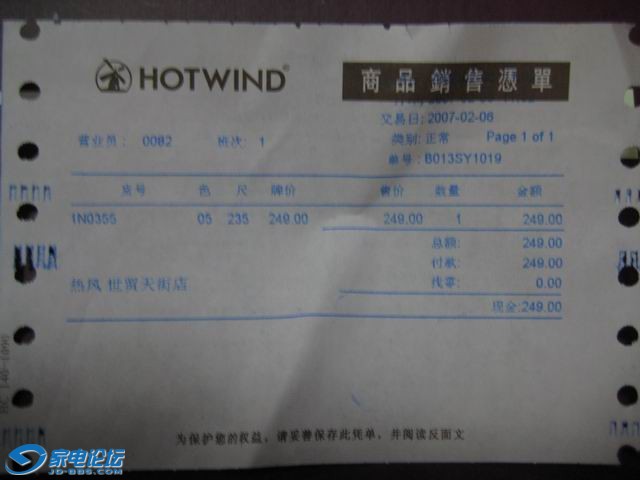 HOTWIND®
商品銷售憑單
交易日: 2007-02-06
营业员: 0082 班次: 1 类别: 正常 Page 1 of 1
单号: B013SY1019
货号 色 尺 牌价 售价 数量 金额
1N0355 05 235 249.00 249.00 1 249.00
总额: 249.00
付款: 249.00
热风 世贸天街店 找零: 0.00
现金:249.00
为保护您的权益，请妥善保存此凭单，并阅读反面文
家电论坛
JD-BBS.COM